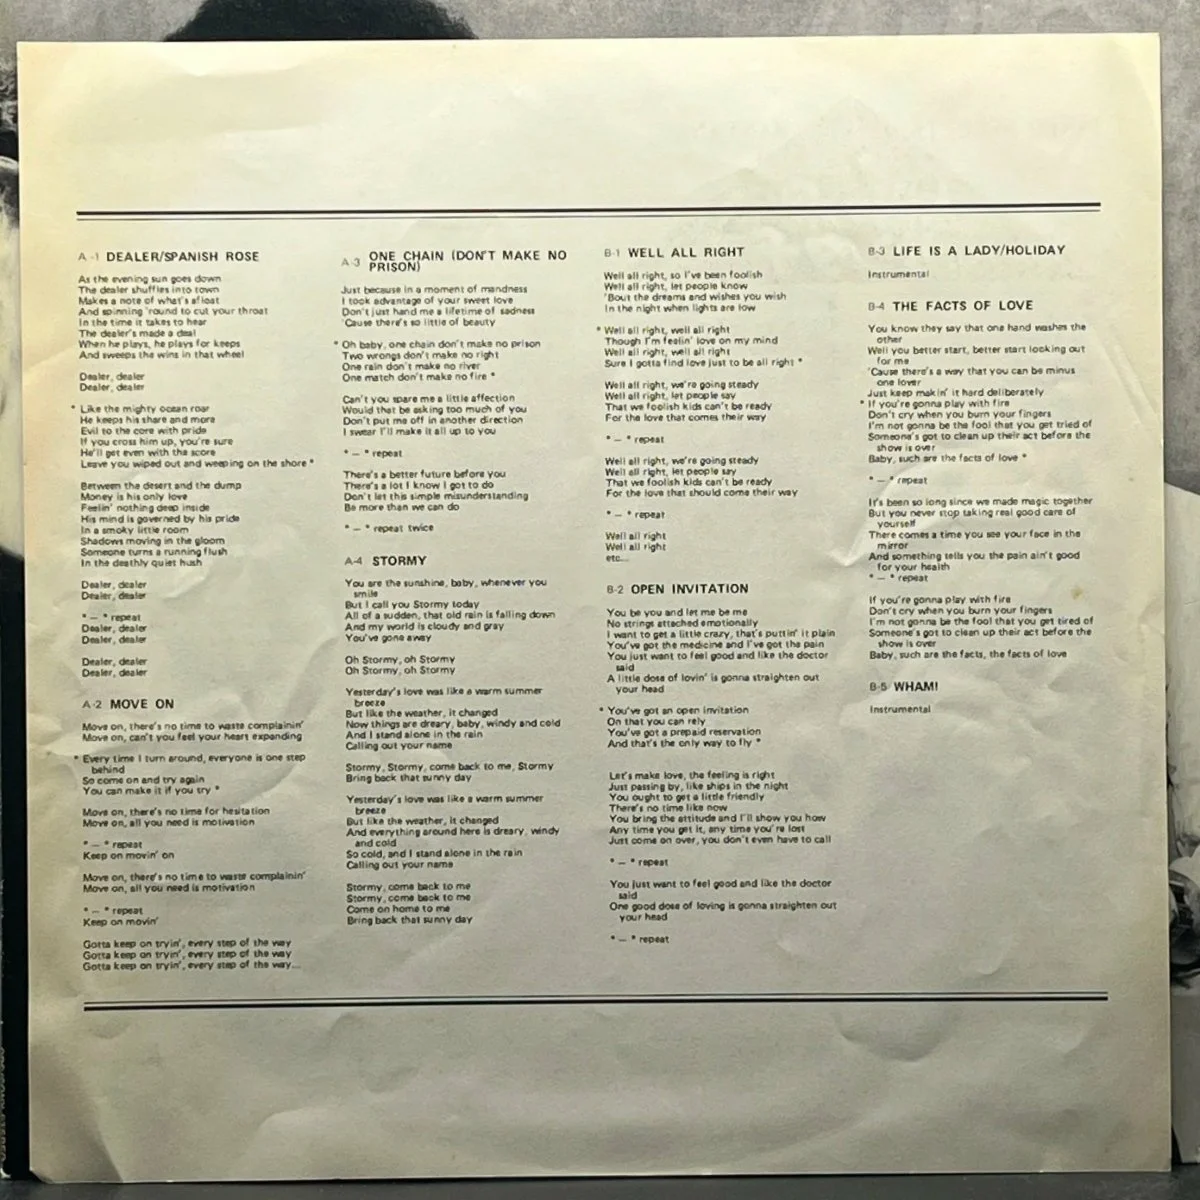 A-1 DEALER/SPANISH ROSE
As the evening sun goes down
The dealer shuffles into town
Makes a note of what's afloat
And spinning 'round to cut your throat
In the time it takes to hear
The dealer's made a deal
When he plays, he plays for keeps
And sweeps the wins in that wheel
Dealer, dealer
Dealer, dealer
* Like the mighty ocean roar
He keeps his share and more
Evil to the core with pride
If you cross him up, you're sure
He'll get even with the score
Leave you wiped out and weeping on the shore *
Between the desert and the dump
Money is his only love
Feelin' nothing deep inside
His mind is governed by his pride
In a smoky little room
Shadows moving in the gloom
Someone turns a running flush
In the deathly quiet hush
Dealer, dealer
Dealer, dealer
* — * repeat
Dealer, dealer
Dealer, dealer
Dealer, dealer
Dealer, dealer
A-2 MOVE ON
Move on, there's no time to waste complainin'
Move on, can't you feel your heart expanding
* Every time I turn around, everyone is one step
behind
So come on and try again
You can make it if you try *
Move on, there's no time for hesitation
Move on, all you need is motivation
* — * repeat
Keep on movin' on
Move on, there's no time to waste complainin'
Move on, all you need is motivation
* — * repeat
Keep on movin'
Gotta keep on tryin', every step of the way
Gotta keep on tryin', every step of the way
Gotta keep on tryin', every step of the way...
A-3 ONE CHAIN (DON'T MAKE NO
PRISON)
Just because in a moment of mandness
I took advantage of your sweet love
Don't just hand me a lifetime of sadness
'Cause there's so little of beauty
* Oh baby, one chain don't make no prison
Two wrongs don't make no right
One rain don't make no river
One match don't make no fire *
Can't you spare me a little affection
Would that be asking too much of you
Don't put me off in another direction
I swear I'll make it all up to you
* — * repeat
There's a better future before you
There's a lot I know I got to do
Don't let this simple misunderstanding
Be more than we can do
* — * repeat twice
A-4 STORMY
You are the sunshine, baby, whenever you
smile
But I call you Stormy today
All of a sudden, that old rain is falling down
And my world is cloudy and gray
You've gone away
Oh Stormy, oh Stormy
Oh Stormy, oh Stormy
Yesterday's love was like a warm summer
breeze
But like the weather, it changed
Now things are dreary, baby, windy and cold
And I stand alone in the rain
Calling out your name
Stormy, Stormy, come back to me, Stormy
Bring back that sunny day
Yesterday's love was like a warm summer
breeze
But like the weather, it changed
And everything around here is dreary, windy
and cold
So cold, and I stand alone in the rain
Calling out your name
Stormy, come back to me
Stormy, come back to me
Come on home to me
Bring back that sunny day
B-1 WELL ALL RIGHT
Well all right, so I've been foolish
Well all right, let people know
'Bout the dreams and wishes you wish
In the night when lights are low
* Well all right, well all right
Though I'm feelin' love on my mind
Well all right, well all right
Sure I gotta find love just to be all right *
Well all right, we're going steady
Well all right, let people say
That we foolish kids can't be ready
For the love that comes their way
* — * repeat
Well all right, we're going steady
Well all right, let people say
That we foolish kids can't be ready
For the love that should come their way
* — * repeat
Well all right
Well all right
etc...
B-2 OPEN INVITATION
You be you and let me be me
No strings attached emotionally
I want to get a little crazy, that's puttin' it plain
You've got the medicine and I've got the pain
You just want to feel good and like the doctor
said
A little dose of lovin' is gonna straighten out
your head
* You've got an open invitation
On that you can rely
You've got a prepaid reservation
And that's the only way to fly *
Let's make love, the feeling is right
Just passing by, like ships in the night
You ought to get a little friendly
There's no time like now
You bring the attitude and I'll show you how
Any time you get it, any time you're lost
Just come on over, you don't even have to call
* — * repeat
You just want to feel good and like the doctor
said
One good dose of loving is gonna straighten out
your head
* — * repeat
B-3 LIFE IS A LADY/HOLIDAY
Instrumental
B-4 THE FACTS OF LOVE
You know they say that one hand washes the
other
Well you better start, better start looking out
for me
'Cause there's a way that you can be minus
one lover
Just keep makin' it hard deliberately
* If you're gonna play with fire
Don't cry when you burn your fingers
I'm not gonna be the fool that you get tried of
Someone's got to clean up their act before the
show is over
Baby, such are the facts of love *
* — * repeat
It's been so long since we made magic together
But you never stop taking real good care of
yourself
There comes a time you see your face in the
mirror
And something tells you the pain ain't good
for your health
* — * repeat
If you're gonna play with fire
Don't cry when you burn your fingers
I'm not gonna be the fool that you get tired of
Someone's got to clean up their act before the
show is over
Baby, such are the facts, the facts of love
B-5 WHAM!
Instrumental